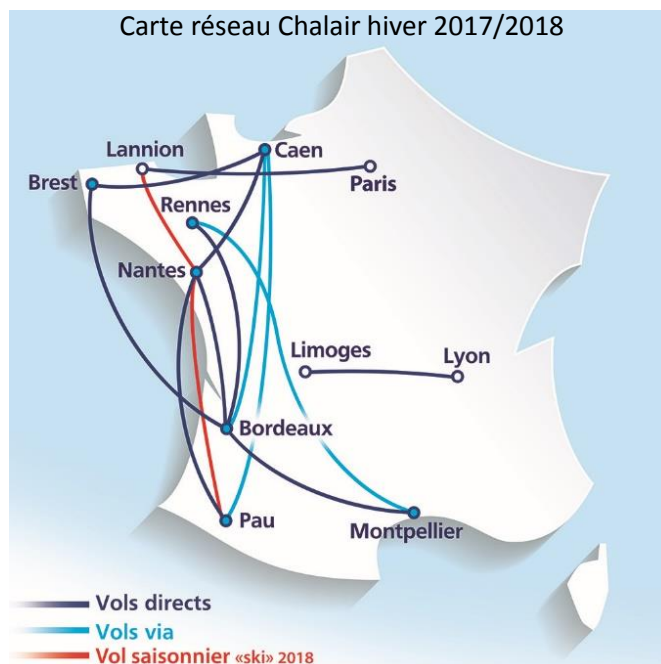 Carte réseau Chalair hiver 2017/2018
Lannion
Caen
Brest
Paris
Rennes
Nantes
Limoges
Lyon
Bordeaux
Pau
Montpellier
Vols directs
Vols via
Vol saisonnier «ski» 2018